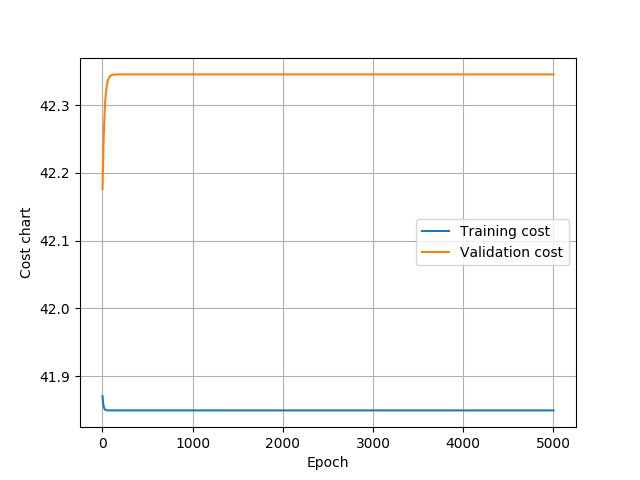 42.3
42.2
42.1
42.0
41.9
Cost chart
Training cost
Validation cost
0 1000 2000 3000 4000 5000
Epoch